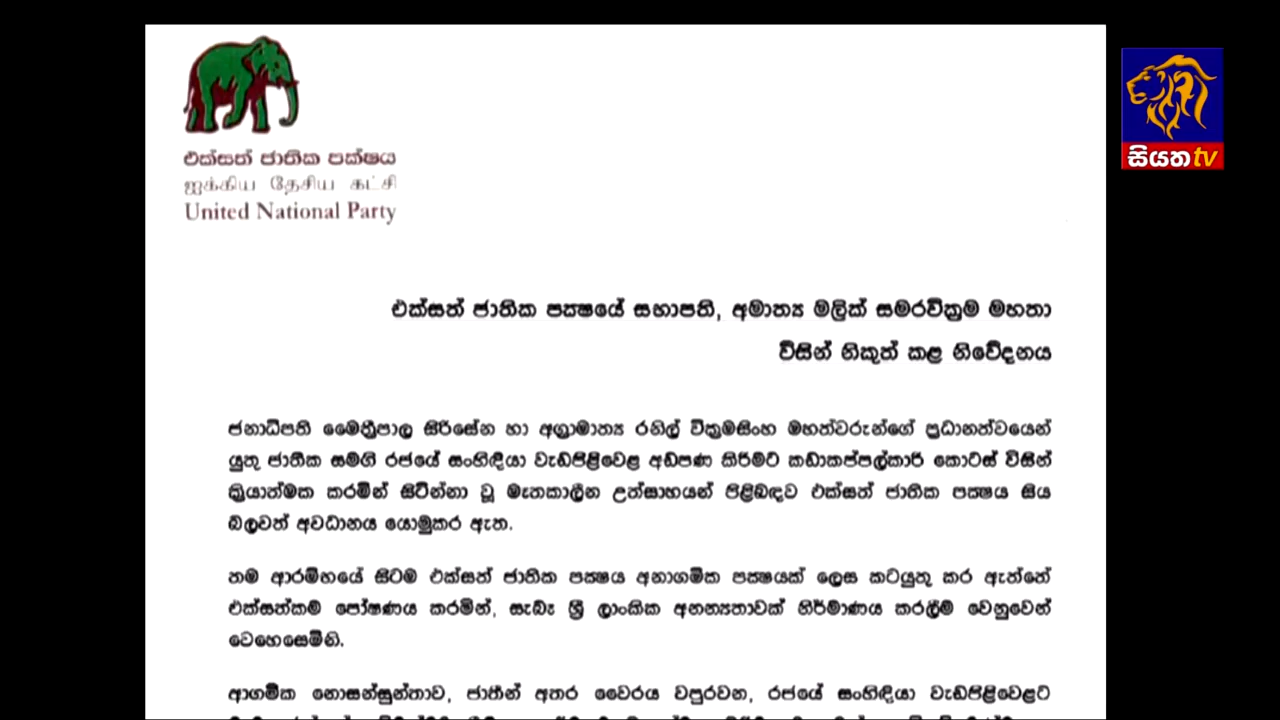 එක්සත් ජාතික පක්ෂය
ஐக்கிய தேசிய கட்சி
United National Party
සියත tv
එක්සත් ජාතික පක්‍ෂයේ සභාපති, අමාත්‍ය මලික් සමරවික්‍රම මහතා
විසින් නිකුත් කළ නිවේදනය
ජනාධිපති මෛත්‍රීපාල සිරිසේන හා අග්‍රාමාත්‍ය රනිල් වික්‍රමසිංහ මහත්වරුන්ගේ ප්‍රධානත්වයෙන්
යුතු ජාතික සමගි රජයේ සංහිඳියා වැඩපිළිවෙළ අඩපණ කිරීමට කඩාකප්පල්කාරී කොටස් විසින්
ක්‍රියාත්මක කරමින් සිටින්නා වූ මෑතකාලීන උත්සාහයන් පිළිබඳව එක්සත් ජාතික පක්‍ෂය සිය
බලවත් අවධානය යොමුකර ඇත.
තම ආරම්භයේ සිටම එක්සත් ජාතික පක්‍ෂය අනාගමික පක්‍ෂයක් ලෙස කටයුතු කර ඇත්තේ
එක්සත්කම පෝෂණය කරමින්, සැබෑ ශ්‍රී ලාංකික අනන්‍යතාවක් නිර්මාණය කරලීම වෙනුවෙන්
වෙහෙසෙමිනි.
ආගමික නොසන්සුන්තාව, ජාතීන් අතර වෛරය වපුරවන, රජයේ සංහිඳියා වැඩපිළිවෙළට